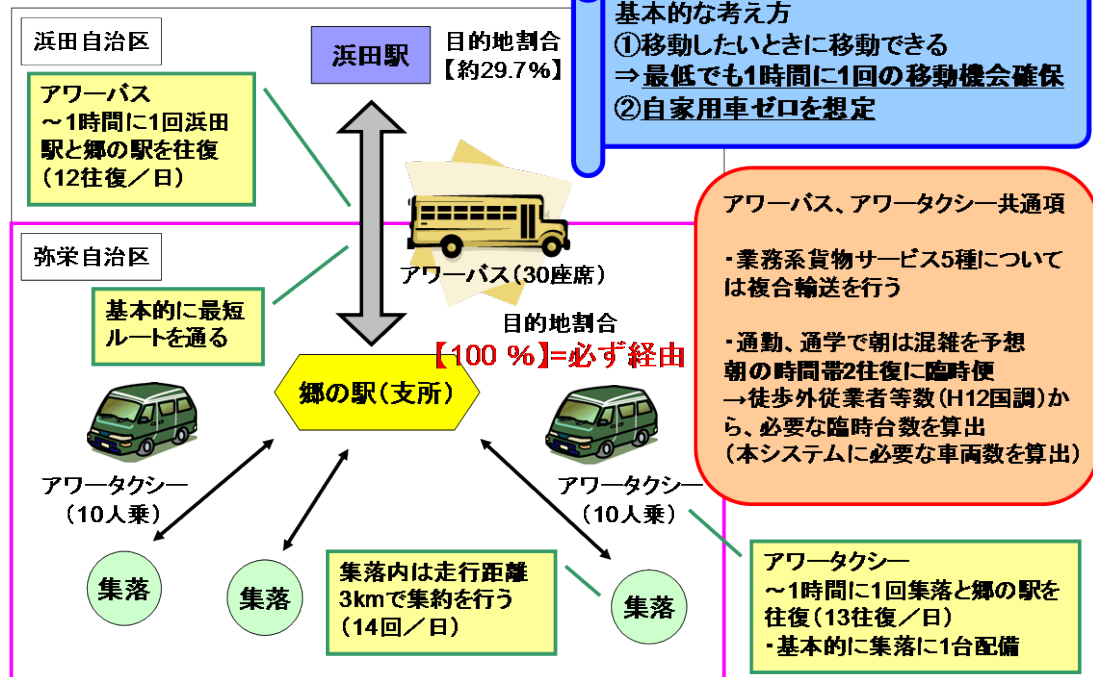 基本的な考え方
①移動したいときに移動できる
⇒最低でも1時間に1回の移動機会確保
②自家用車ゼロを想定
浜田自治区
浜田駅
目的地割合
【約29.7%】
アワーバス
～1時間に1回浜田
駅と郷の駅を往復
（12往復／日）
アワーバス（30座席）
弥栄自治区
基本的に最短
ルートを通る
目的地割合
【100 %】=必ず経由
郷の駅（支所）
アワータクシー
（10人乗）
アワータクシー
（10人乗）
集落
集落
集落
集落内は走行距離
3kmで集約を行う
（14回／日）
アワーバス、アワータクシー共通項
・業務系貨物サービス5種について
は複合輸送を行う
・通勤、通学で朝は混雑を予想
朝の時間帯2往復に臨時便
→徒歩外従業者等数(H12国調)か
ら、必要な臨時台数を算出
（本システムに必要な車両数を算出）
アワータクシー
～1時間に1回集落と郷の駅を
往復（13往復／日）
・基本的に集落に1台配備